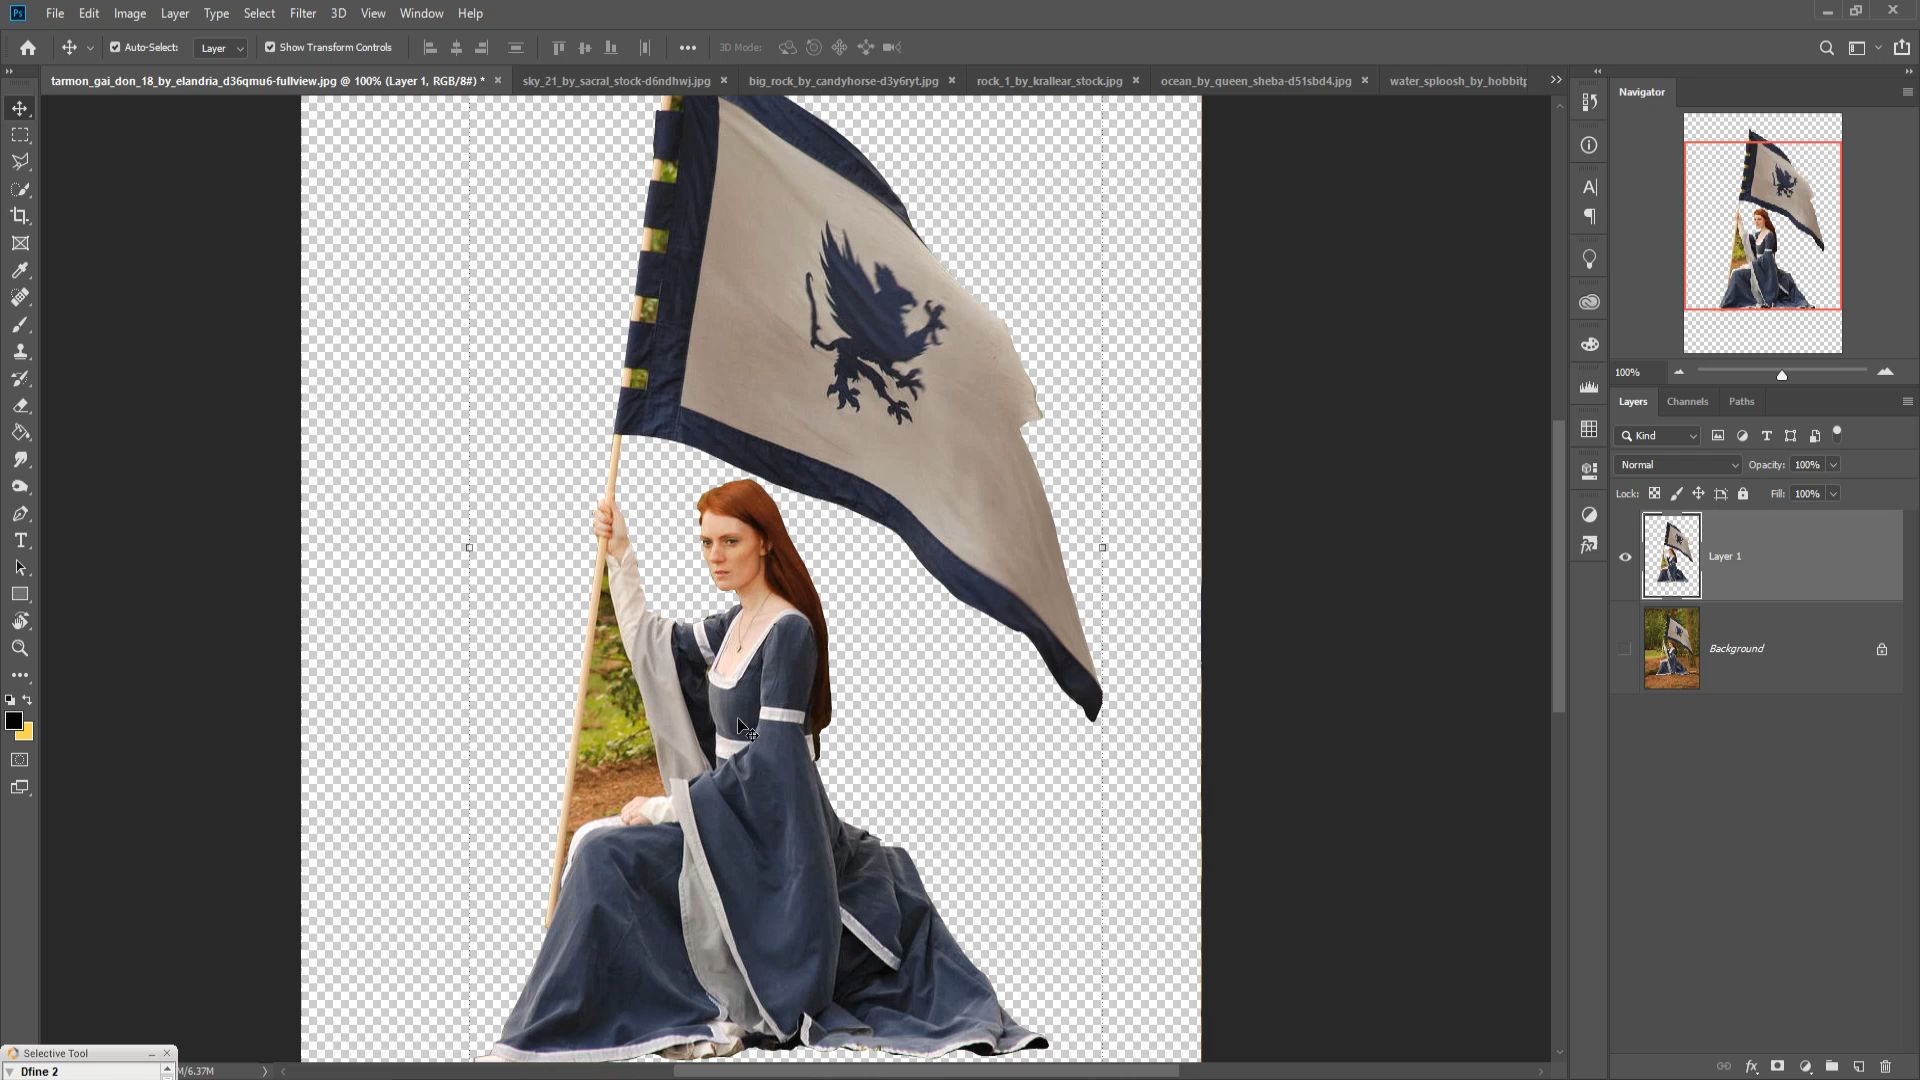 Ps File Edit Image Layer Type Select Filter 3D View Window Help
Auto-Select: Layer Show Transform Controls 3D Mode:
tarmon_gai_don_18_by_elandria_d36qmu6-fullview.jpg @ 100% (Layer 1, RGB/8#) * sky_21_by_sacral_stock-d6ndhwj.jpg big_rock_by_candyhorse-d3y6ryt.jpg rock_1_by_krallear_stock.jpg ocean_by_queen_sheba-d51sbd4.jpg water_sploosh_by_hobbitp
Navigator
100%
Layers Channels Paths
Kind
Normal Opacity: 100%
Lock: Fill: 100%
Layer 1
Background
Selective Tool
Dfine 2
M/6.37M